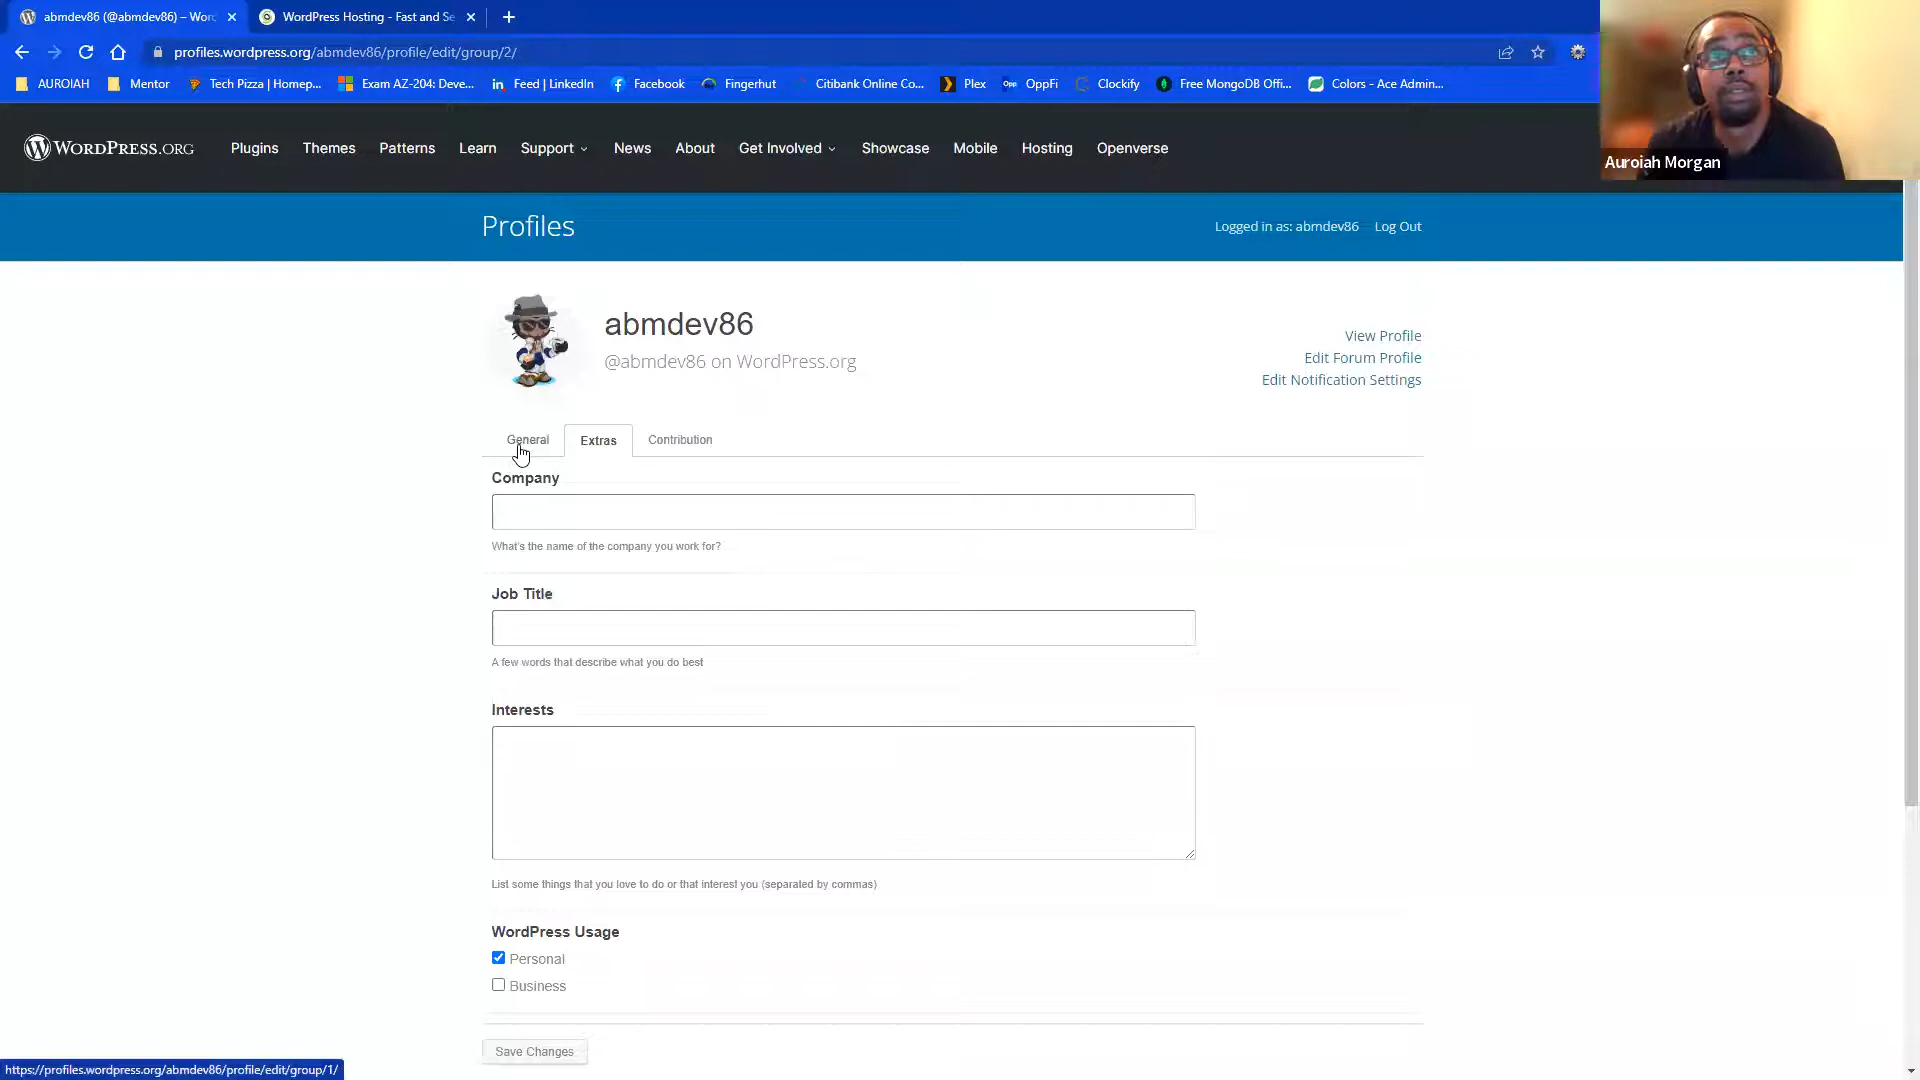 abmdev86 (@abmdev86) – Wor
WordPress Hosting - Fast and Se
profiles.wordpress.org/abmdev86/profile/edit/group/2/
AUROIAH
Mentor
Tech Pizza | Homep...
Exam AZ-204: Deve...
Feed | LinkedIn
Facebook
Fingerhut
Citibank Online Co...
Plex
Opp
OppFi
Clockify
Free MongoDB Offi...
Colors - Ace Admin...
Auroiah Morgan
WORDPRESS.ORG
Plugins
Themes
Patterns
Learn
Support
News
About
Get Involved
Showcase
Mobile
Hosting
Openverse
Profiles
Logged in as: abmdev86
Log Out
abmdev86
@abmdev86 on WordPress.org
View Profile
Edit Forum Profile
Edit Notification Settings
General
Extras
Contribution
Company
What's the name of the company you work for?
Job Title
A few words that describe what you do best
Interests
List some things that you love to do or that interest you (separated by commas)
WordPress Usage
Personal
Business
Save Changes
https://profiles.wordpress.org/abmdev86/profile/edit/group/1/